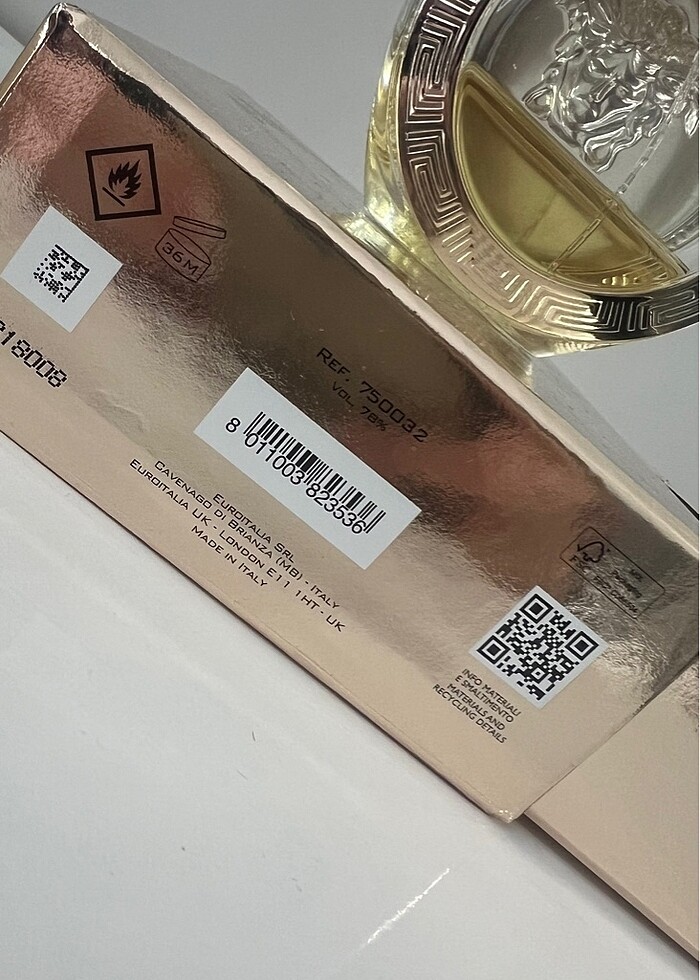 36M
218008
REF. 750032
VOL. 78%
8 011003 823536
EUROITALIA SRL
CAVENAGO DI BRIANZA (MB) - ITALY
EUROITALIA UK - LONDON E11 1HT - UK
MADE IN ITALY
INFO MATERIALI
E SMALTIMENTO
MATERIALS AND
RECYCLING DETAILS